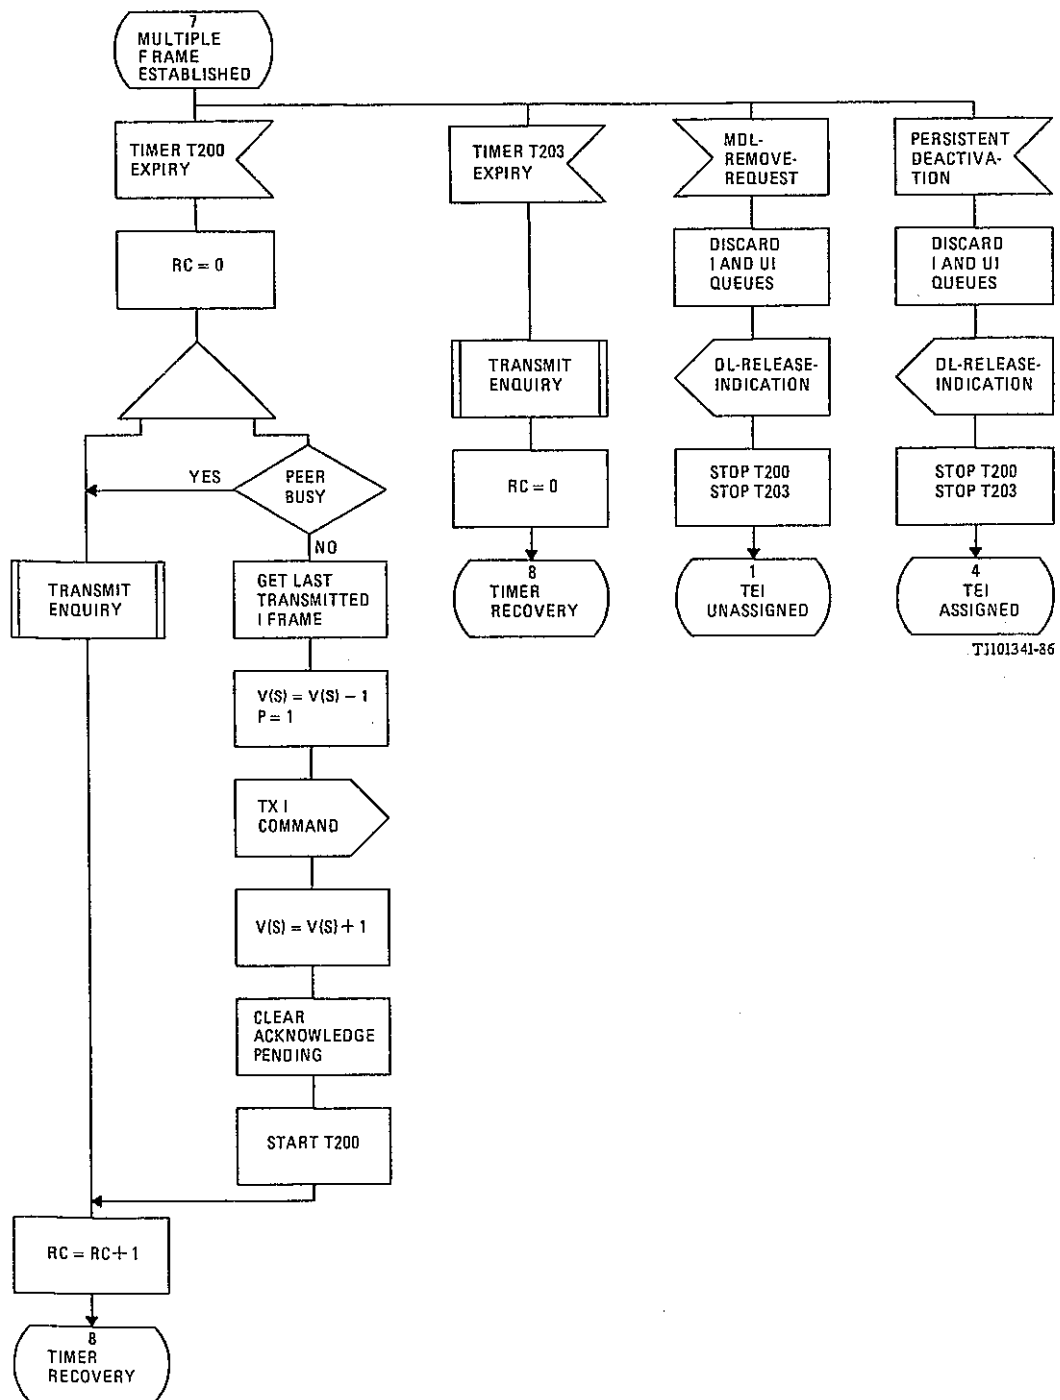 7
MULTIPLE
FRAME
ESTABLISHED
TIMER T200
EXPIRY
RC = 0
PEER
BUSY
YES
NO
TRANSMIT
ENQUIRY
GET LAST
TRANSMITTED
I FRAME
V(S) = V(S) − 1
P = 1
TX I
COMMAND
V(S) = V(S) + 1
CLEAR
ACKNOWLEDGE
PENDING
START T200
RC = RC + 1
8
TIMER
RECOVERY
TIMER T203
EXPIRY
TRANSMIT
ENQUIRY
RC = 0
8
TIMER
RECOVERY
MDL-
REMOVE-
REQUEST
DISCARD
I AND UI
QUEUES
DL-RELEASE-
INDICATION
STOP T200
STOP T203
1
TEI
UNASSIGNED
PERSISTENT
DEACTIVA-
TION
DISCARD
I AND UI
QUEUES
DL-RELEASE-
INDICATION
STOP T200
STOP T203
4
TEI
ASSIGNED
T1101341-86